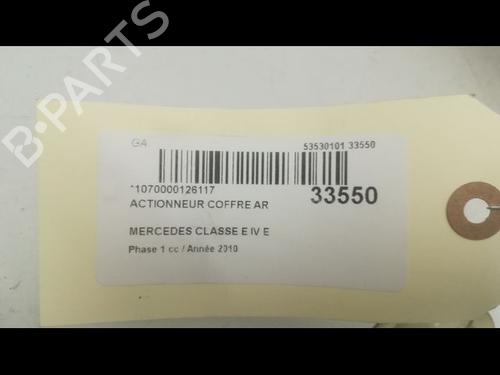 B-PARTS
GA
53530101 33550
*1070000126117
33550
ACTIONNEUR COFFRE AR
MERCEDES CLASSE E IV E
Phase 1 cc / Année 2010